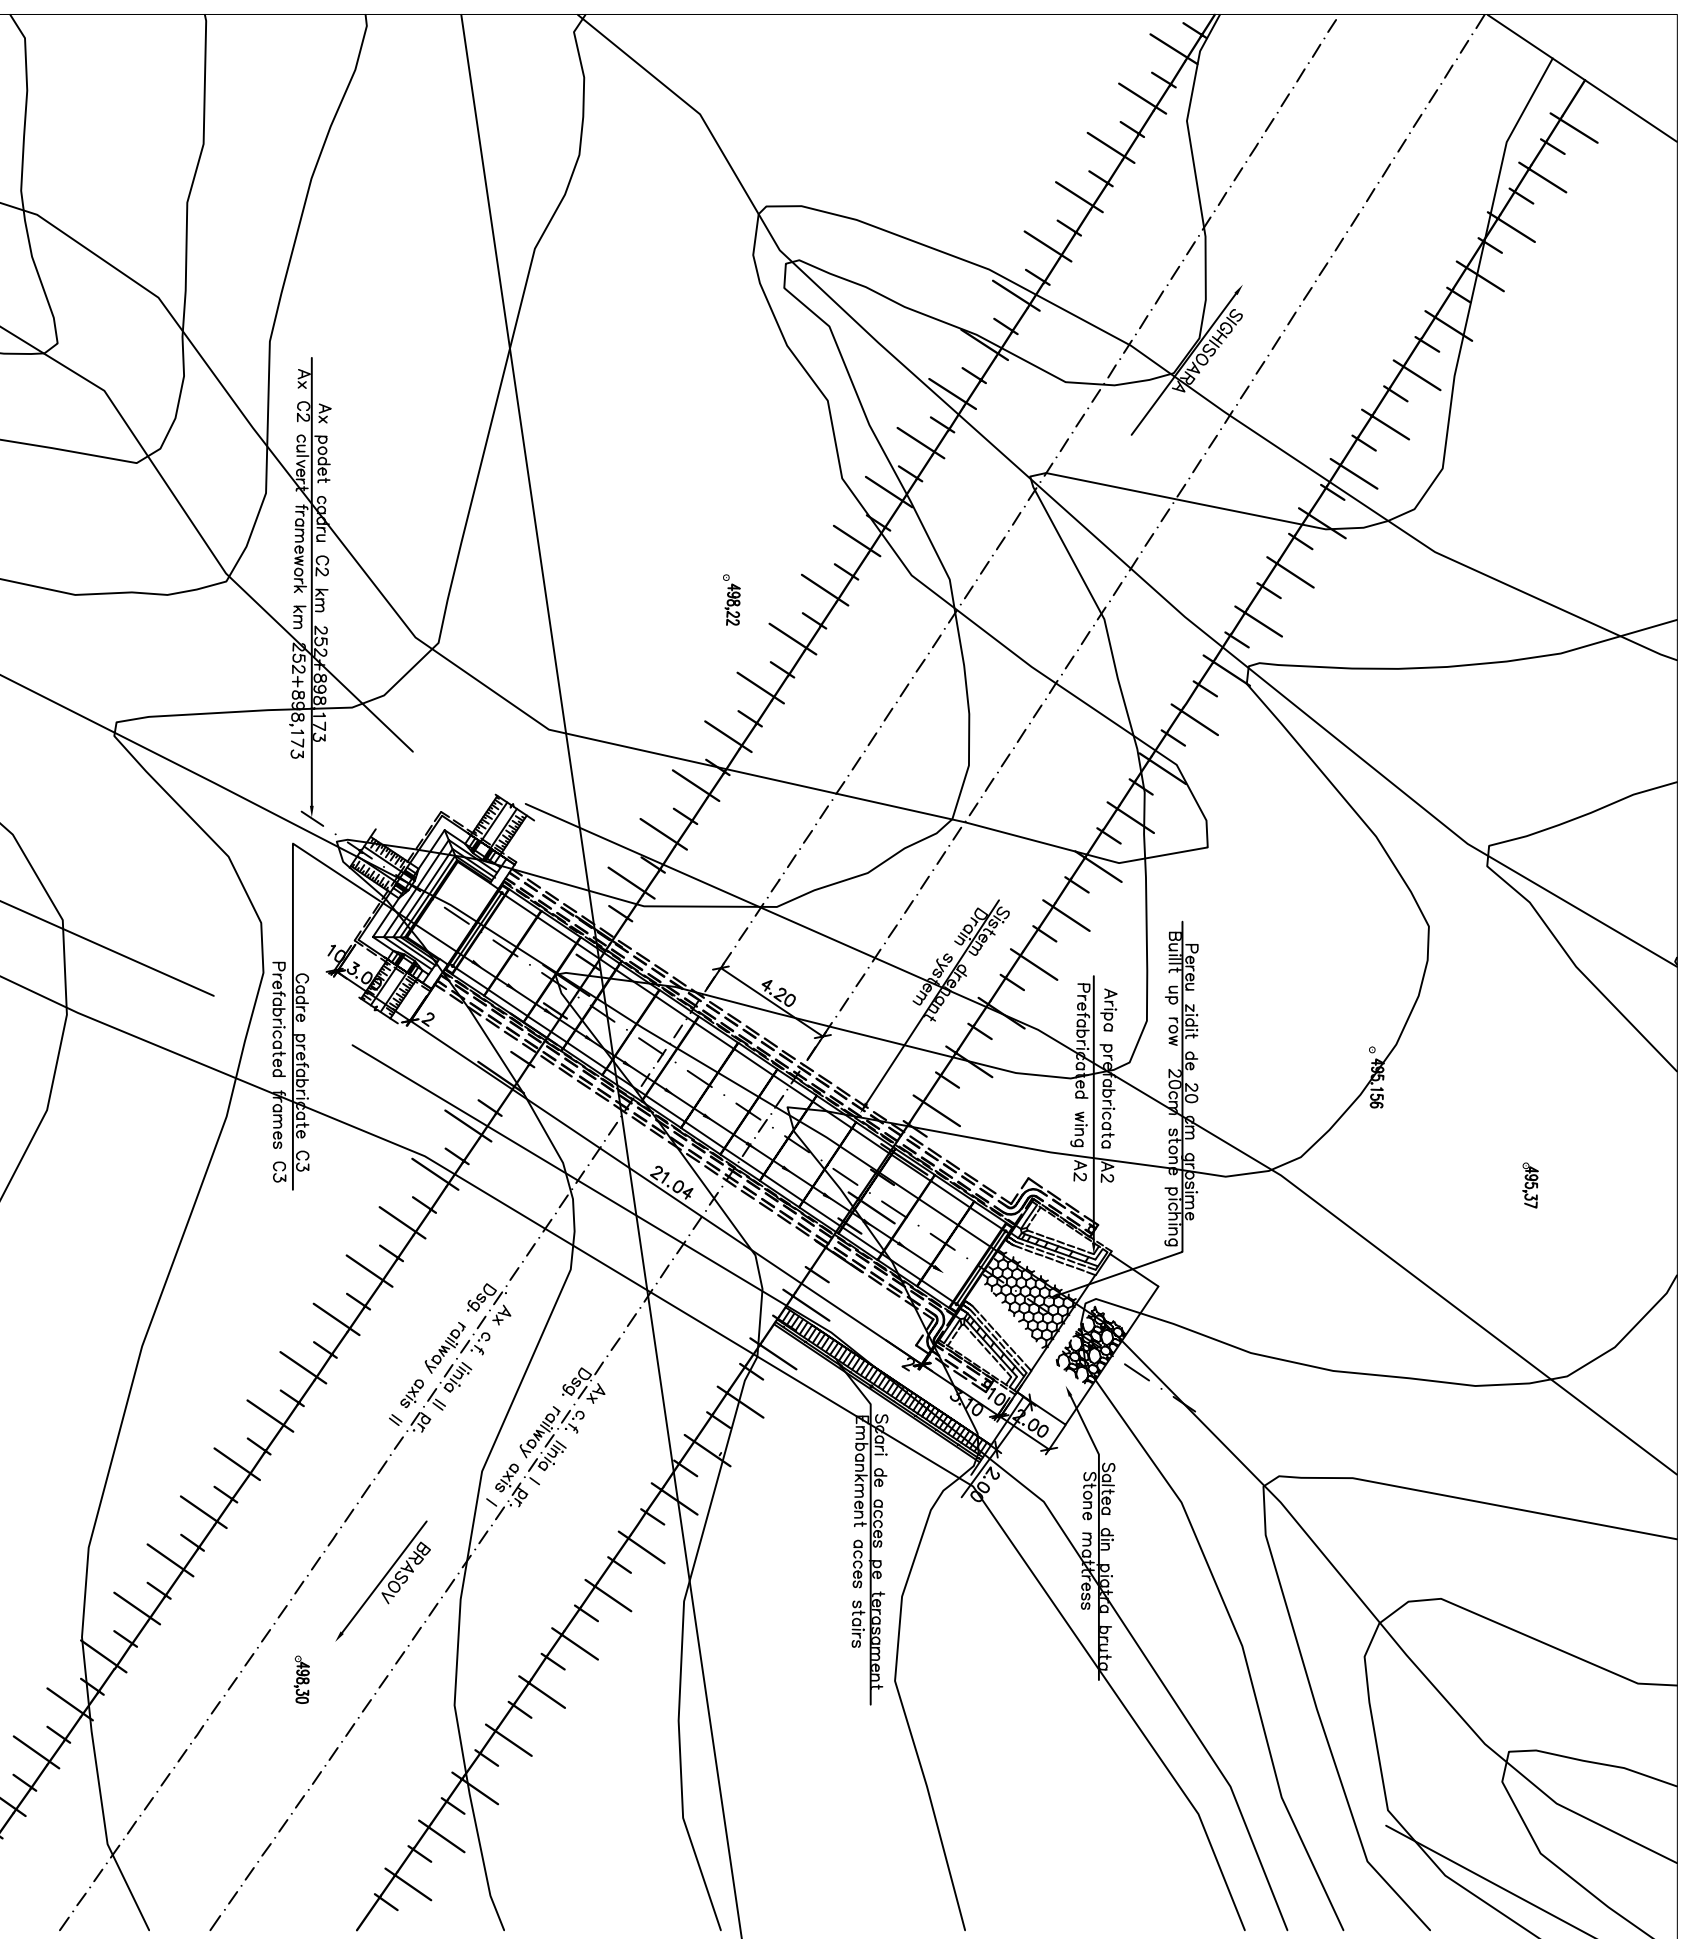 SIGHISOARA
Ax podet cadru C2 km 252+898,173
Ax C2 culvert framework km 252+898,173
498,22
Sistem drenant
Drain system
Pereu zidit de 20 cm grosime
Built up row 20cm stone piching
Aripa prefabricata A2
Prefabricated wing A2
495,156
495,37
Cadre prefabricate C3
Prefabricated frames C3
10
3.00
2
4.20
21.04
2
3.10
10
2.00
2.00
Ax c.f. linia II pr.
Dsg. railway axis II
Ax c.f. linia I pr.
Dsg. railway axis I
Scari de acces pe terasament
Embankment acces stairs
Saltea din piatra bruta
Stone mattress
BRASOV
498,30